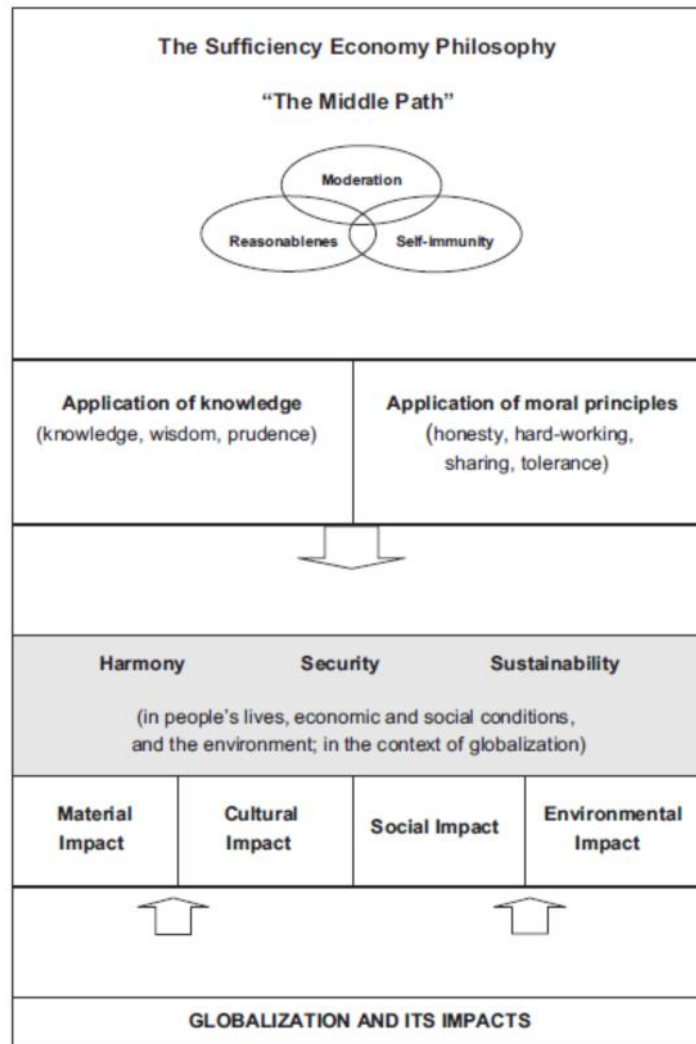 The Sufficiency Economy Philosophy
“The Middle Path”
Moderation
Reasonablenes
Self-immunity
Application of knowledge
(knowledge, wisdom, prudence)
Application of moral principles
(honesty, hard-working,
sharing, tolerance)
Harmony
Security
Sustainability
(in people’s lives, economic and social conditions,
and the environment; in the context of globalization)
Material
Impact
Cultural
Impact
Social Impact
Environmental
Impact
GLOBALIZATION AND ITS IMPACTS